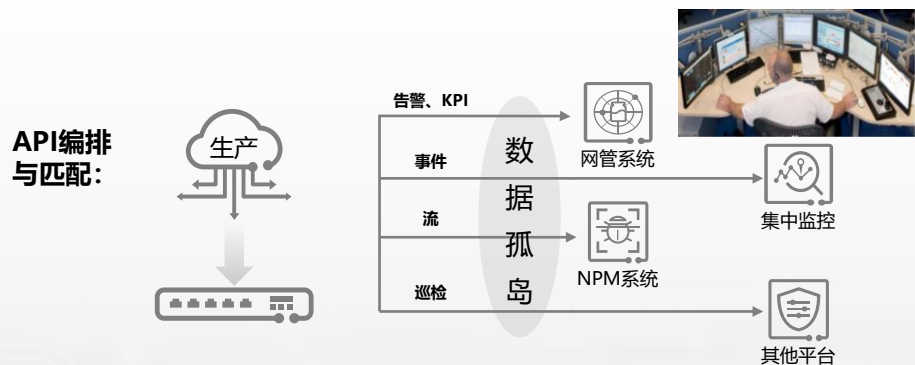 API编排
与匹配：
生产
告警、KPI
事件
流
巡检
数
据
孤
岛
网管系统
集中监控
NPM系统
其他平台